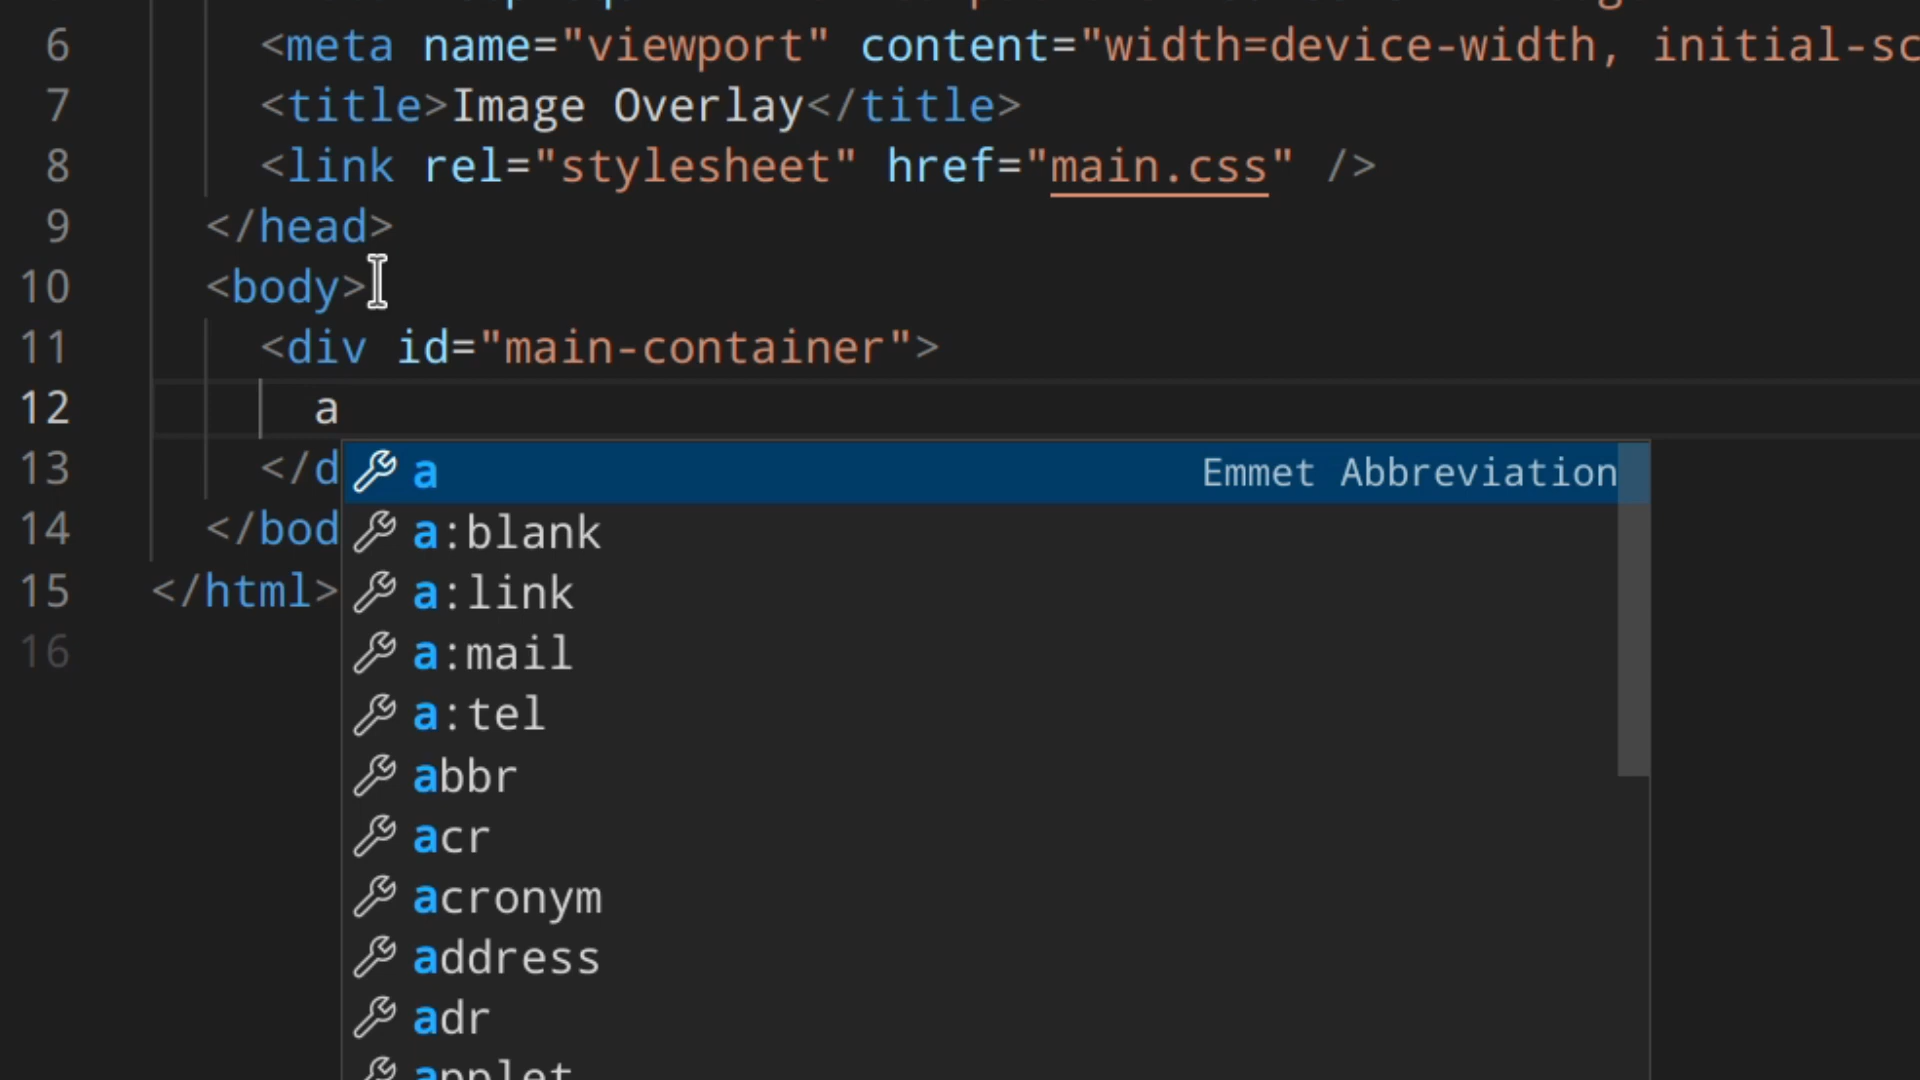 6 <meta name="viewport" content="width=device-width, initial-sc
7 <title>Image Overlay</title>
8 <link rel="stylesheet" href="main.css" />
9 </head>
10 <body>
11 <div id="main-container">
12 a
13 </d
a Emmet Abbreviation
14 </bod
a:blank
15 </html>
a:link
16
a:mail
a:tel
abbr
acr
acronym
address
adr
applet